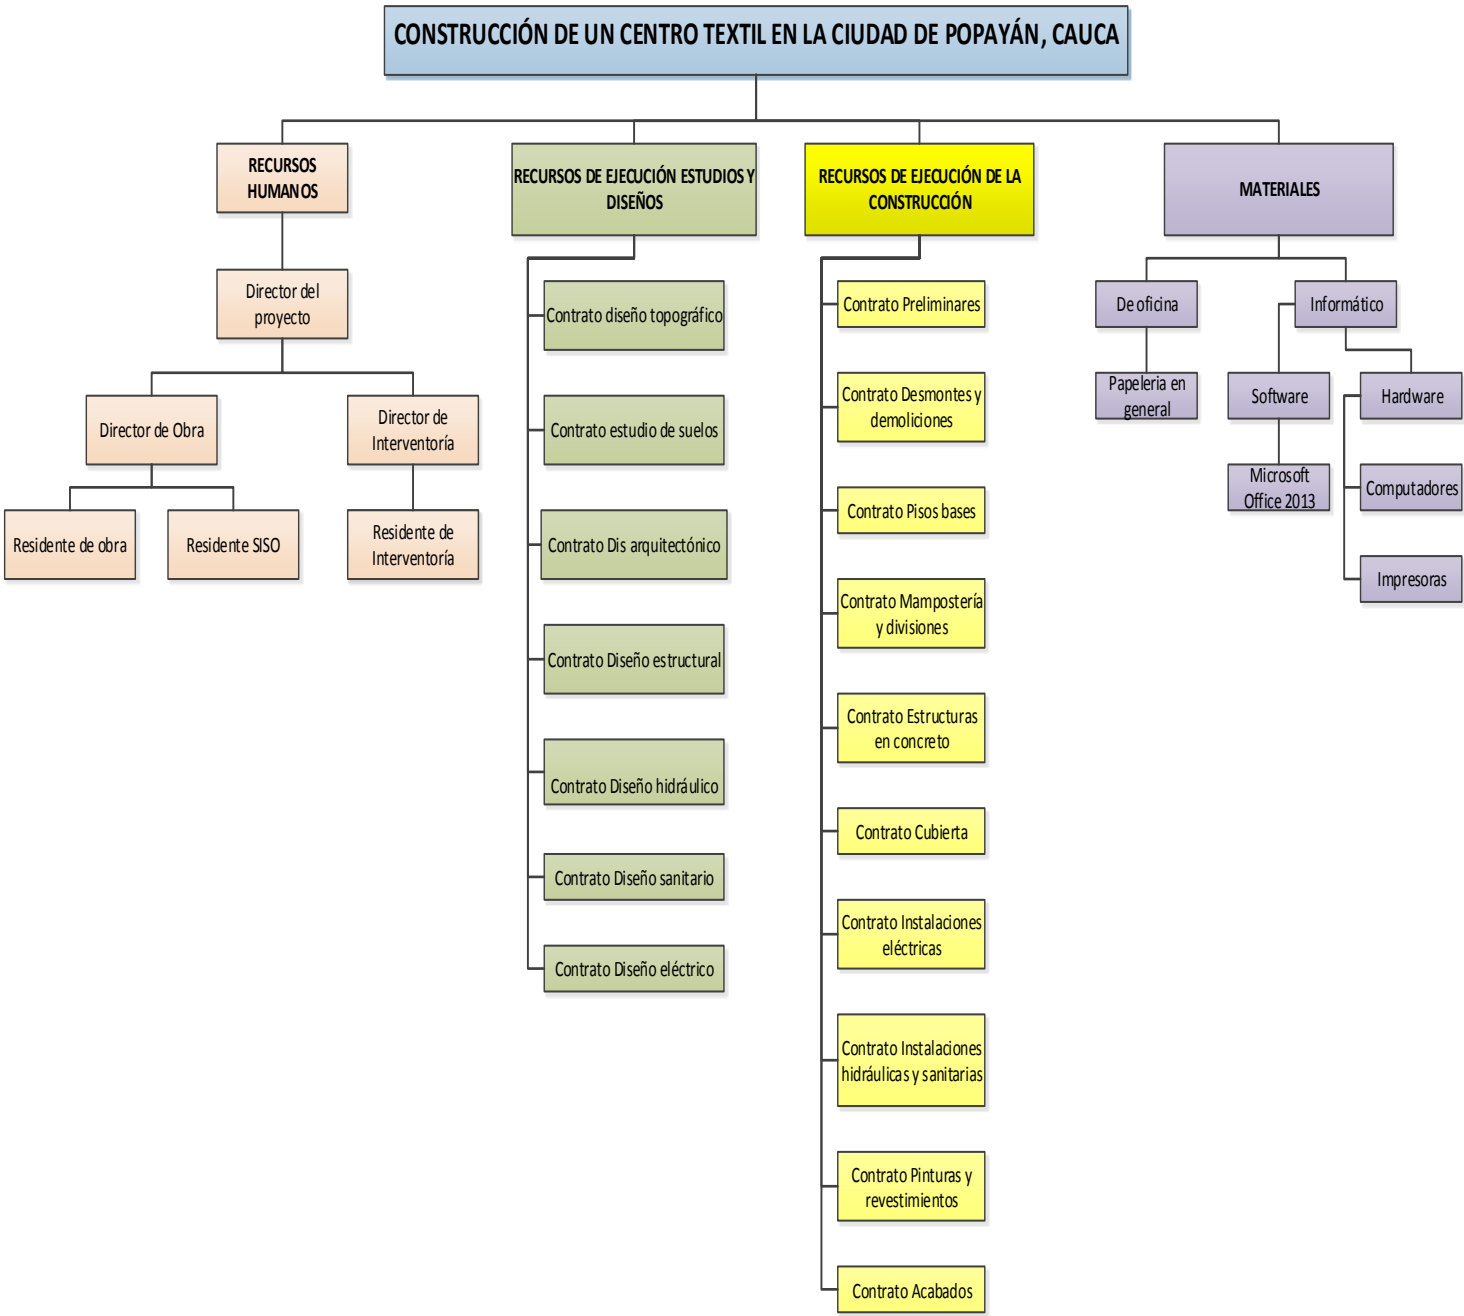 CONSTRUCCIÓN DE UN CENTRO TEXTIL EN LA CIUDAD DE POPAYÁN, CAUCA
RECURSOS
HUMANOS
Director del
proyecto
Director de Obra
Director de
Interventoría
Residente de obra
Residente SISO
Residente de
Interventoría
RECURSOS DE EJECUCIÓN ESTUDIOS Y
DISEÑOS
Contrato diseño topográfico
Contrato estudio de suelos
Contrato Dis arquitectónico
Contrato Diseño estructural
Contrato Diseño hidráulico
Contrato Diseño sanitario
Contrato Diseño eléctrico
RECURSOS DE EJECUCIÓN DE LA
CONSTRUCCIÓN
Contrato Preliminares
Contrato Desmontes y
demoliciones
Contrato Pisos bases
Contrato Mampostería
y divisiones
Contrato Estructuras
en concreto
Contrato Cubierta
Contrato Instalaciones
eléctricas
Contrato Instalaciones
hidráulicas y sanitarias
Contrato Pinturas y
revestimientos
Contrato Acabados
MATERIALES
De oficina
Papeleria en
general
Informático
Software
Microsoft
Office 2013
Hardware
Computadores
Impresoras